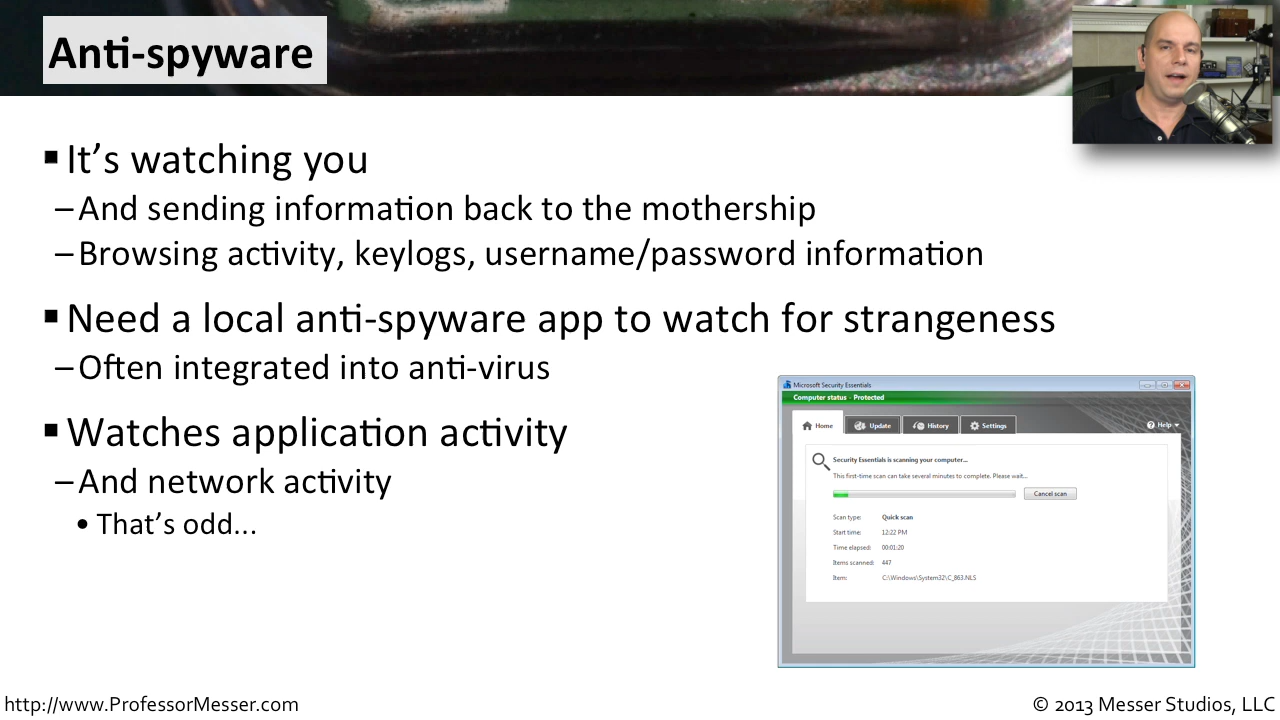 Anti-spyware
▪ It’s watching you
– And sending information back to the mothership
– Browsing activity, keylogs, username/password information
▪ Need a local anti-spyware app to watch for strangeness
– Often integrated into anti-virus
▪ Watches application activity
– And network activity
• That’s odd...
Microsoft Security Essentials
Computer status - Protected
Home Update History Settings Help
Security Essentials is scanning your computer...
This first-time scan can take several minutes to complete. Please wait...
Cancel scan
Scan type: Quick scan
Start time: 12:22 PM
Time elapsed: 00:01:20
Items scanned: 447
Item: C:\Windows\System32\C_863.NLS
http://www.ProfessorMesser.com
© 2013 Messer Studios, LLC